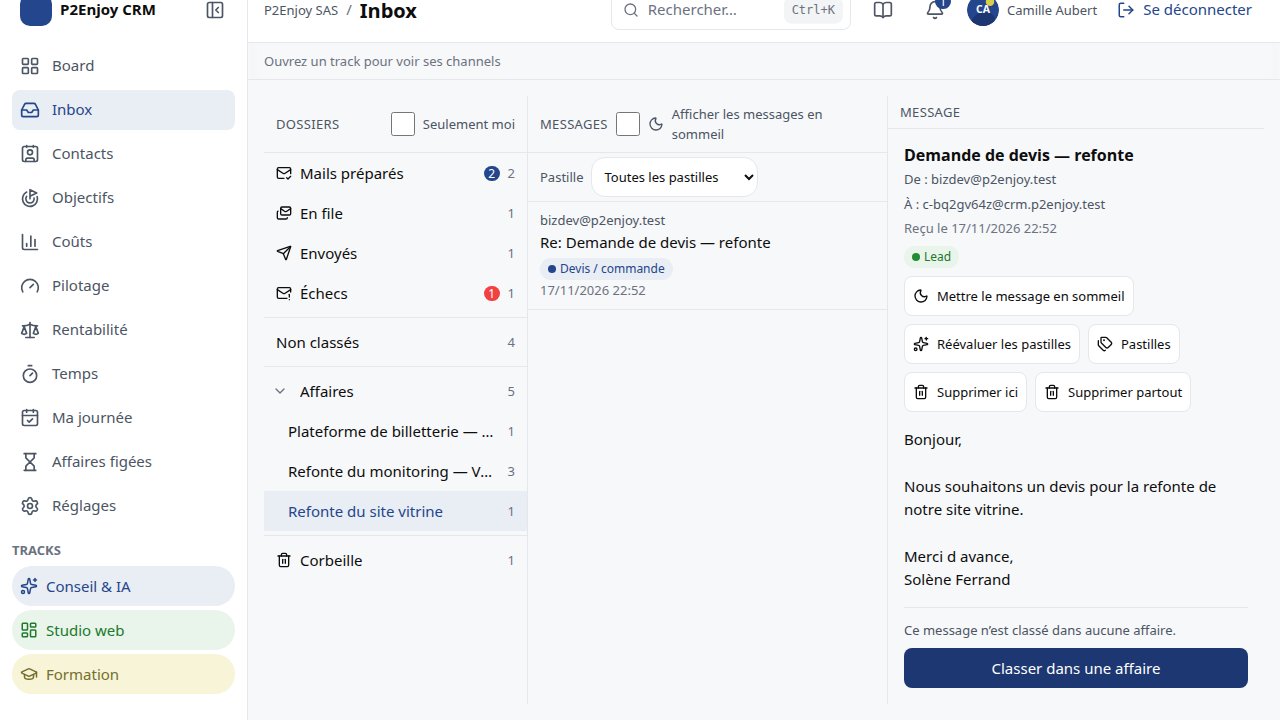 P2Enjoy CRM
Board
Inbox
Contacts
Objectifs
Coûts
Pilotage
Rentabilité
Temps
Ma journée
Affaires figées
Réglages
TRACKS
Conseil & IA
Studio web
Formation
P2Enjoy SAS / Inbox
Rechercher... Ctrl+K
1
CA Camille Aubert
Se déconnecter
Ouvrez un track pour voir ses channels
DOSSIERS Seulement moi
Mails préparés 2 2
En file 1
Envoyés 1
Échecs 1 1
Non classés 4
Affaires 5
Plateforme de billetterie — ... 1
Refonte du monitoring — V... 3
Refonte du site vitrine 1
Corbeille 1
MESSAGES Afficher les messages en
sommeil
Pastille Toutes les pastilles
bizdev@p2enjoy.test
Re: Demande de devis — refonte
Devis / commande
17/11/2026 22:52
MESSAGE
Demande de devis — refonte
De : bizdev@p2enjoy.test
À : c-bq2gv64z@crm.p2enjoy.test
Reçu le 17/11/2026 22:52
Lead
Mettre le message en sommeil
Réévaluer les pastilles Pastilles
Supprimer ici Supprimer partout
Bonjour,
Nous souhaitons un devis pour la refonte de
notre site vitrine.
Merci d avance,
Solène Ferrand
Ce message n’est classé dans aucune affaire.
Classer dans une affaire